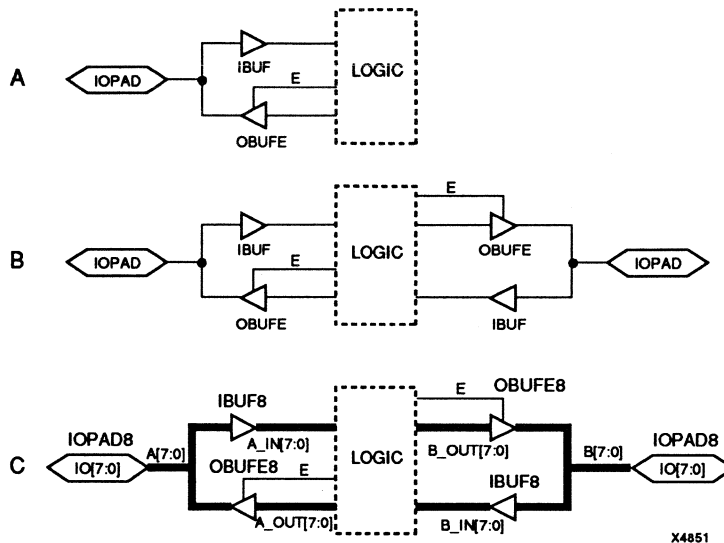 A
IOPAD
IBUF
E
OBUFE
LOGIC
B
IOPAD
IBUF
E
OBUFE
LOGIC
E
OBUFE
IBUF
IOPAD
C
IOPAD8
IO[7:0]
A[7:0]
IBUF8
A_IN[7:0]
OBUFE8
E
A_OUT[7:0]
LOGIC
E
OBUFE8
B_OUT[7:0]
IBUF8
B_IN[7:0]
B[7:0]
IOPAD8
IO[7:0]
X4851